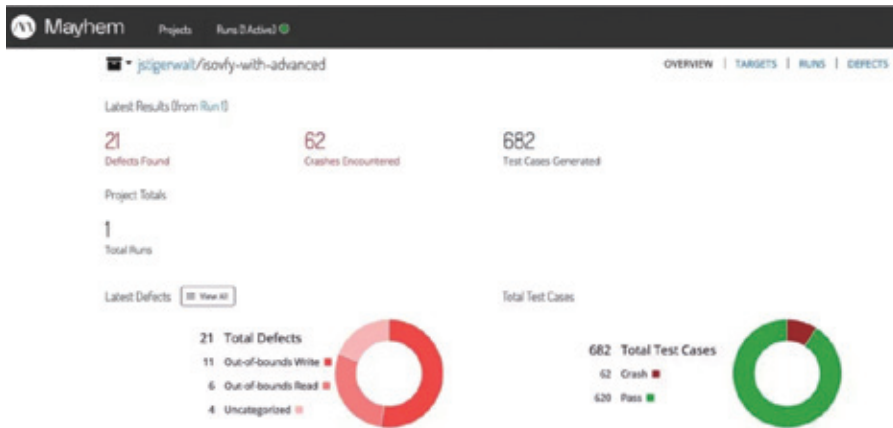 Mayhem Projects Runs (1 Active)
jstigerwalt/isovfy-with-advanced OVERVIEW | TARGETS | RUNS | DEFECTS
Latest Results (from Run 1)
21 62 682
Defects Found Crashes Encountered Test Cases Generated
Project Totals
1
Total Runs
Latest Defects View All Total Test Cases
21 Total Defects
11 Out-of-bounds Write
6 Out-of-bounds Read
4 Uncategorized
682 Total Test Cases
62 Crash
620 Pass